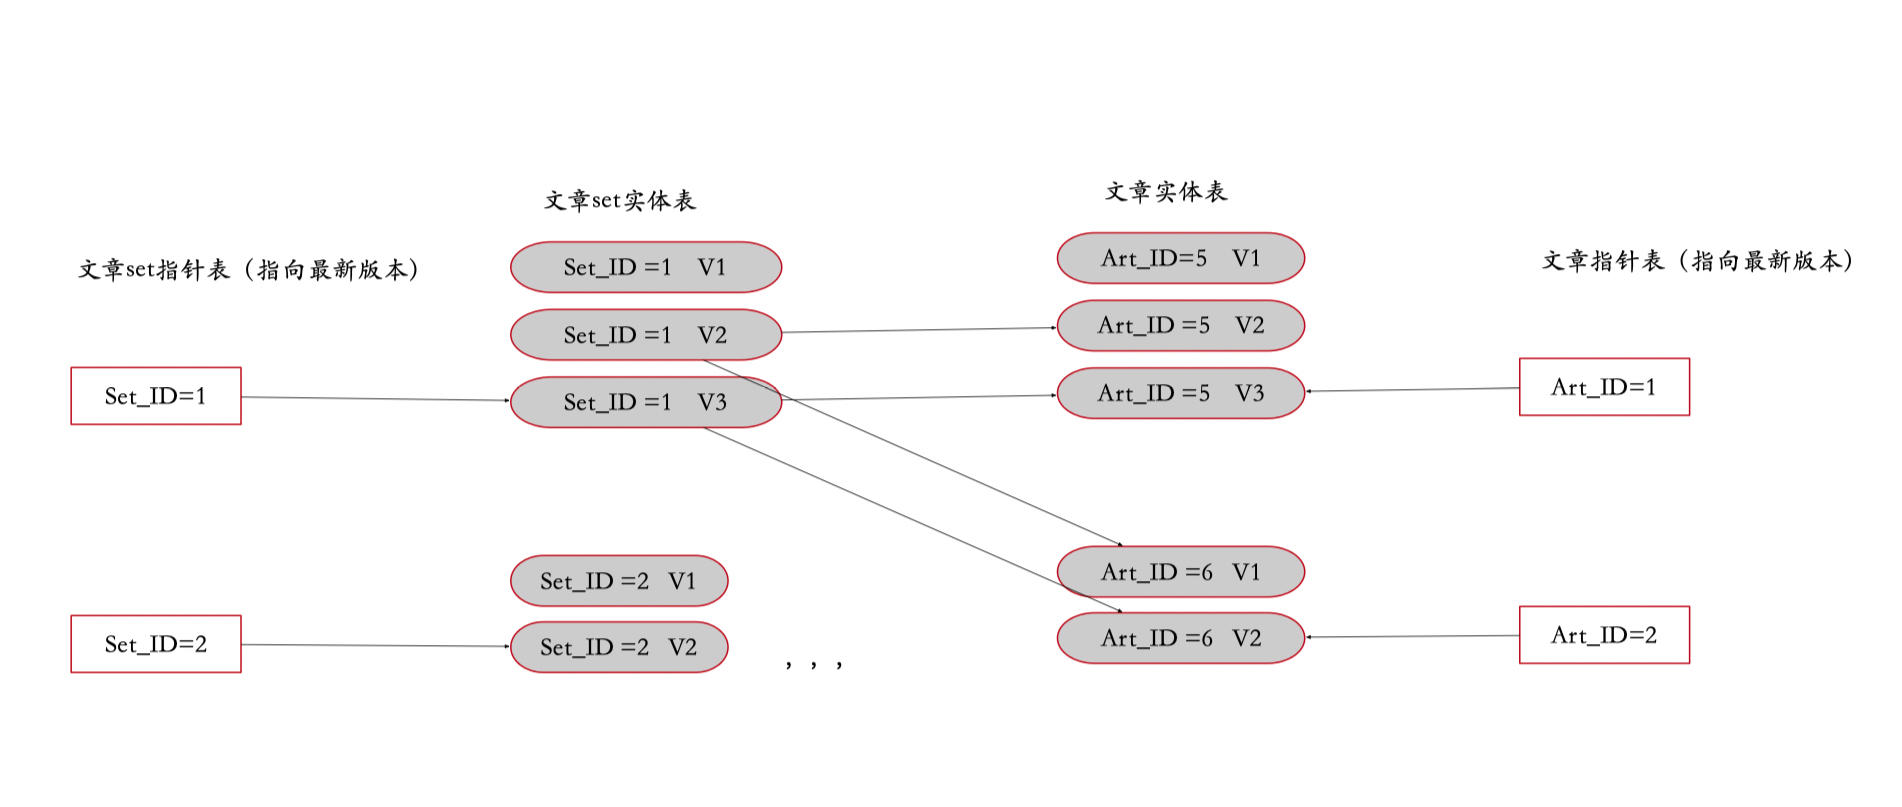 文章set指针表（指向最新版本）
Set_ID=1
Set_ID=2
文章set实体表
Set_ID =1 V1
Set_ID =1 V2
Set_ID =1 V3
Set_ID =2 V1
Set_ID =2 V2
，，，
文章实体表
Art_ID=5 V1
Art_ID =5 V2
Art_ID =5 V3
Art_ID =6 V1
Art_ID =6 V2
文章指针表（指向最新版本）
Art_ID=1
Art_ID=2